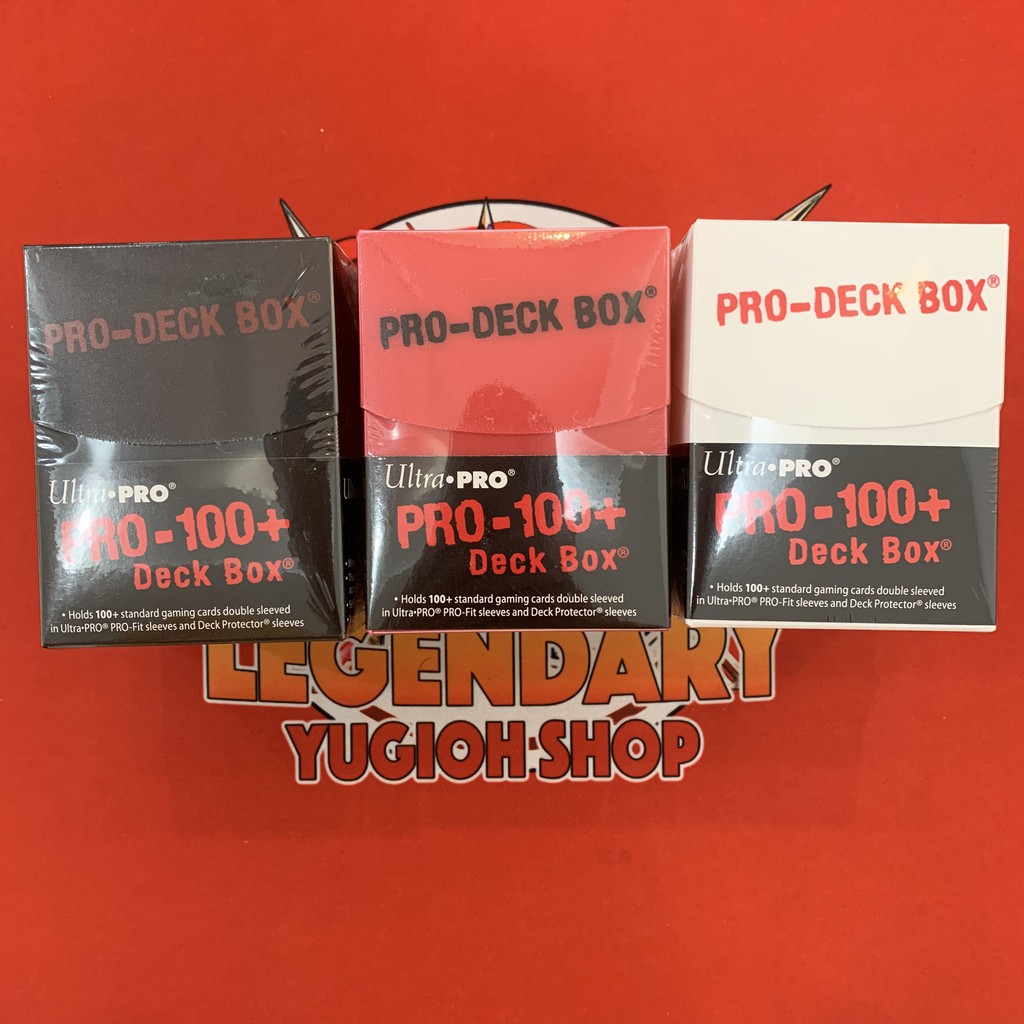 PRO-DECK BOX®
Ultra•PRO®
PRO-100+
Deck Box®
• Holds 100+ standard gaming cards double sleeved
in Ultra•PRO® PRO-Fit sleeves and Deck Protector® sleeves
PRO-DECK BOX®
Ultra•PRO®
PRO-100+
Deck Box®
• Holds 100+ standard gaming cards double sleeved
in Ultra•PRO® PRO-Fit sleeves and Deck Protector® sleeves
PRO-DECK BOX®
Ultra•PRO®
PRO-100+
Deck Box®
• Holds 100+ standard gaming cards double sleeved
in Ultra•PRO® PRO-Fit sleeves and Deck Protector® sleeves
LEGENDARY
YUGIOH SHOP